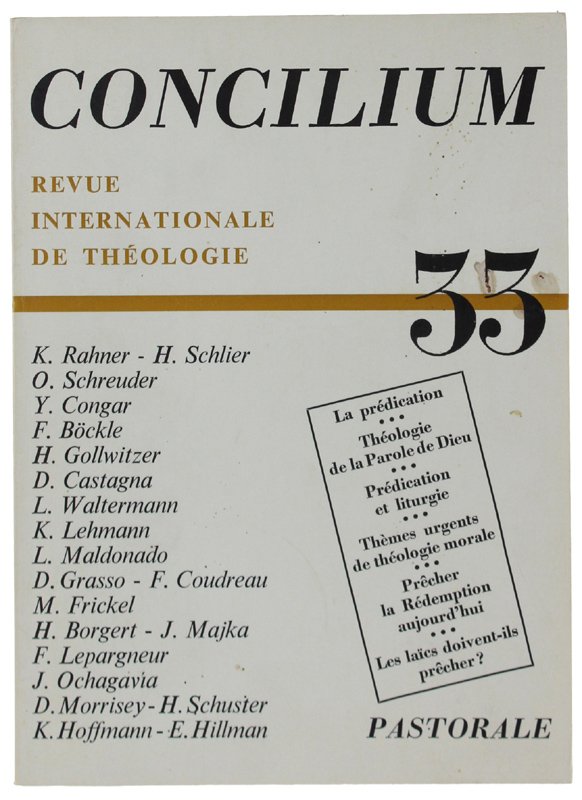 CONCILIUM
REVUE
INTERNATIONALE
DE THÉOLOGIE
33
K. Rahner - H. Schlier
O. Schreuder
Y. Congar
F. Böckle
H. Gollwitzer
D. Castagna
L. Waltermann
K. Lehmann
L. Maldonado
D. Grasso - F. Coudreau
M. Frickel
H. Borgert - J. Majka
F. Lepargneur
J. Ochagavia
D. Morrisey - H. Schuster
K. Hoffmann - E. Hillman
La prédication
•••
Théologie
de la Parole de Dieu
•••
Prédication
et liturgie
•••
Thèmes urgents
de théologie morale
•••
Prêcher
la Rédemption
aujourd'hui
•••
Les laïcs doivent-ils
prêcher ?
PASTORALE